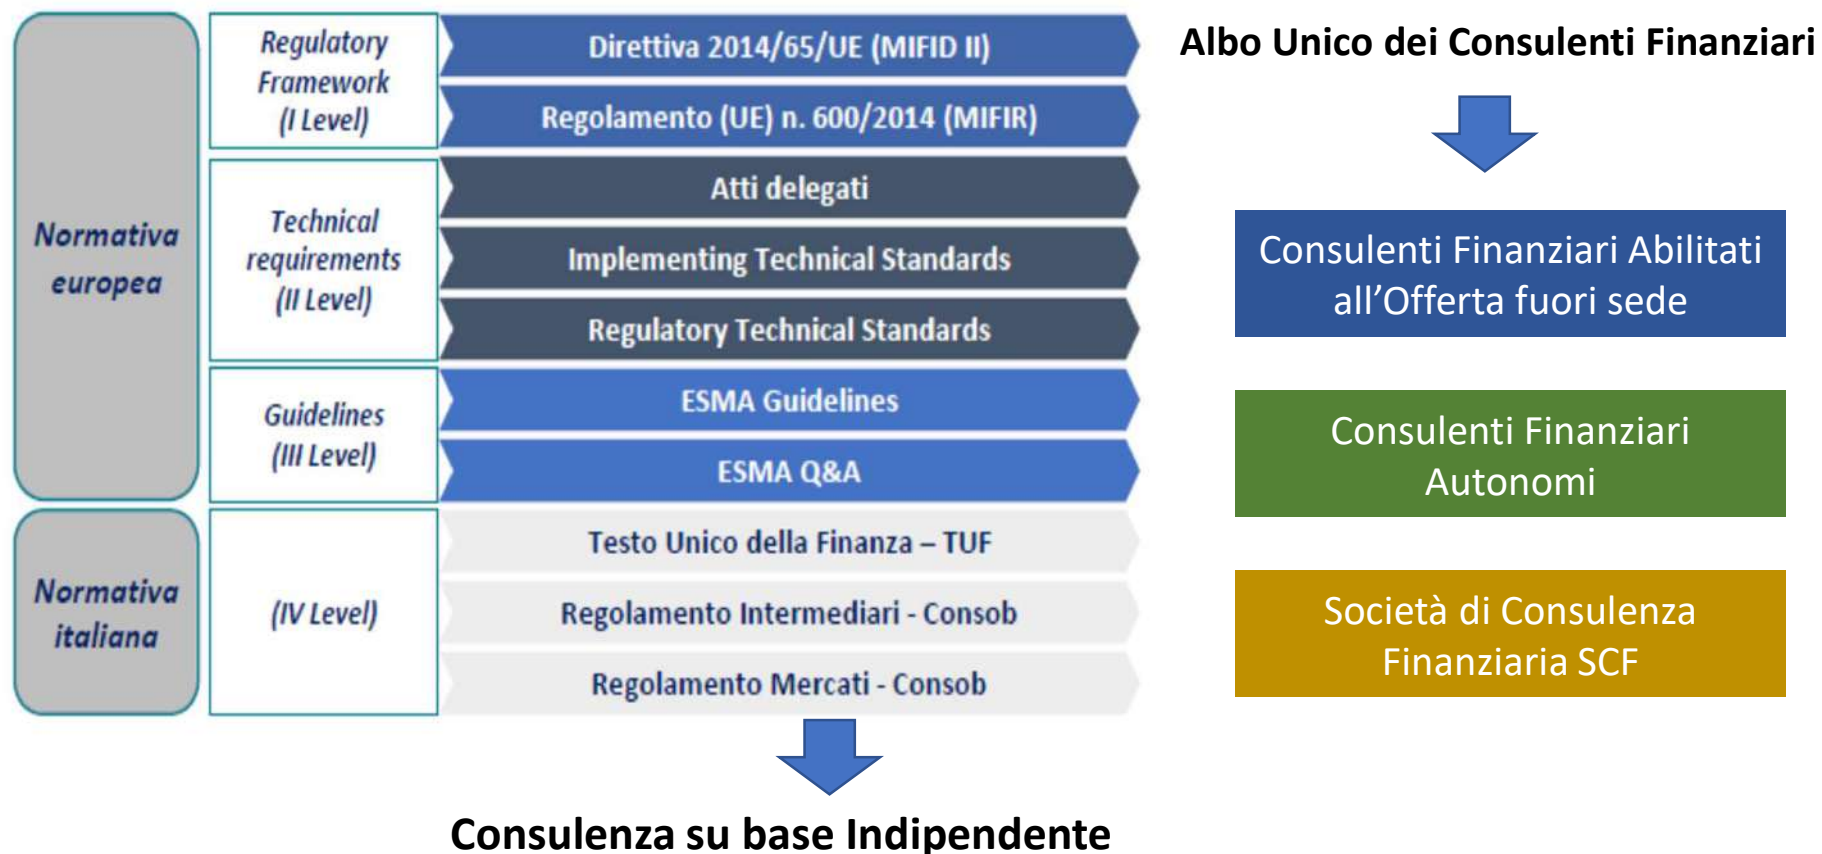 Normativa
europea
Regulatory
Framework
(I Level)
Direttiva 2014/65/UE (MIFID II)
Regolamento (UE) n. 600/2014 (MIFIR)
Technical
requirements
(II Level)
Atti delegati
Implementing Technical Standards
Regulatory Technical Standards
Guidelines
(III Level)
ESMA Guidelines
ESMA Q&A
Normativa
italiana
(IV Level)
Testo Unico della Finanza – TUF
Regolamento Intermediari - Consob
Regolamento Mercati - Consob
Consulenza su base Indipendente
Albo Unico dei Consulenti Finanziari
Consulenti Finanziari Abilitati
all’Offerta fuori sede
Consulenti Finanziari
Autonomi
Società di Consulenza
Finanziaria SCF